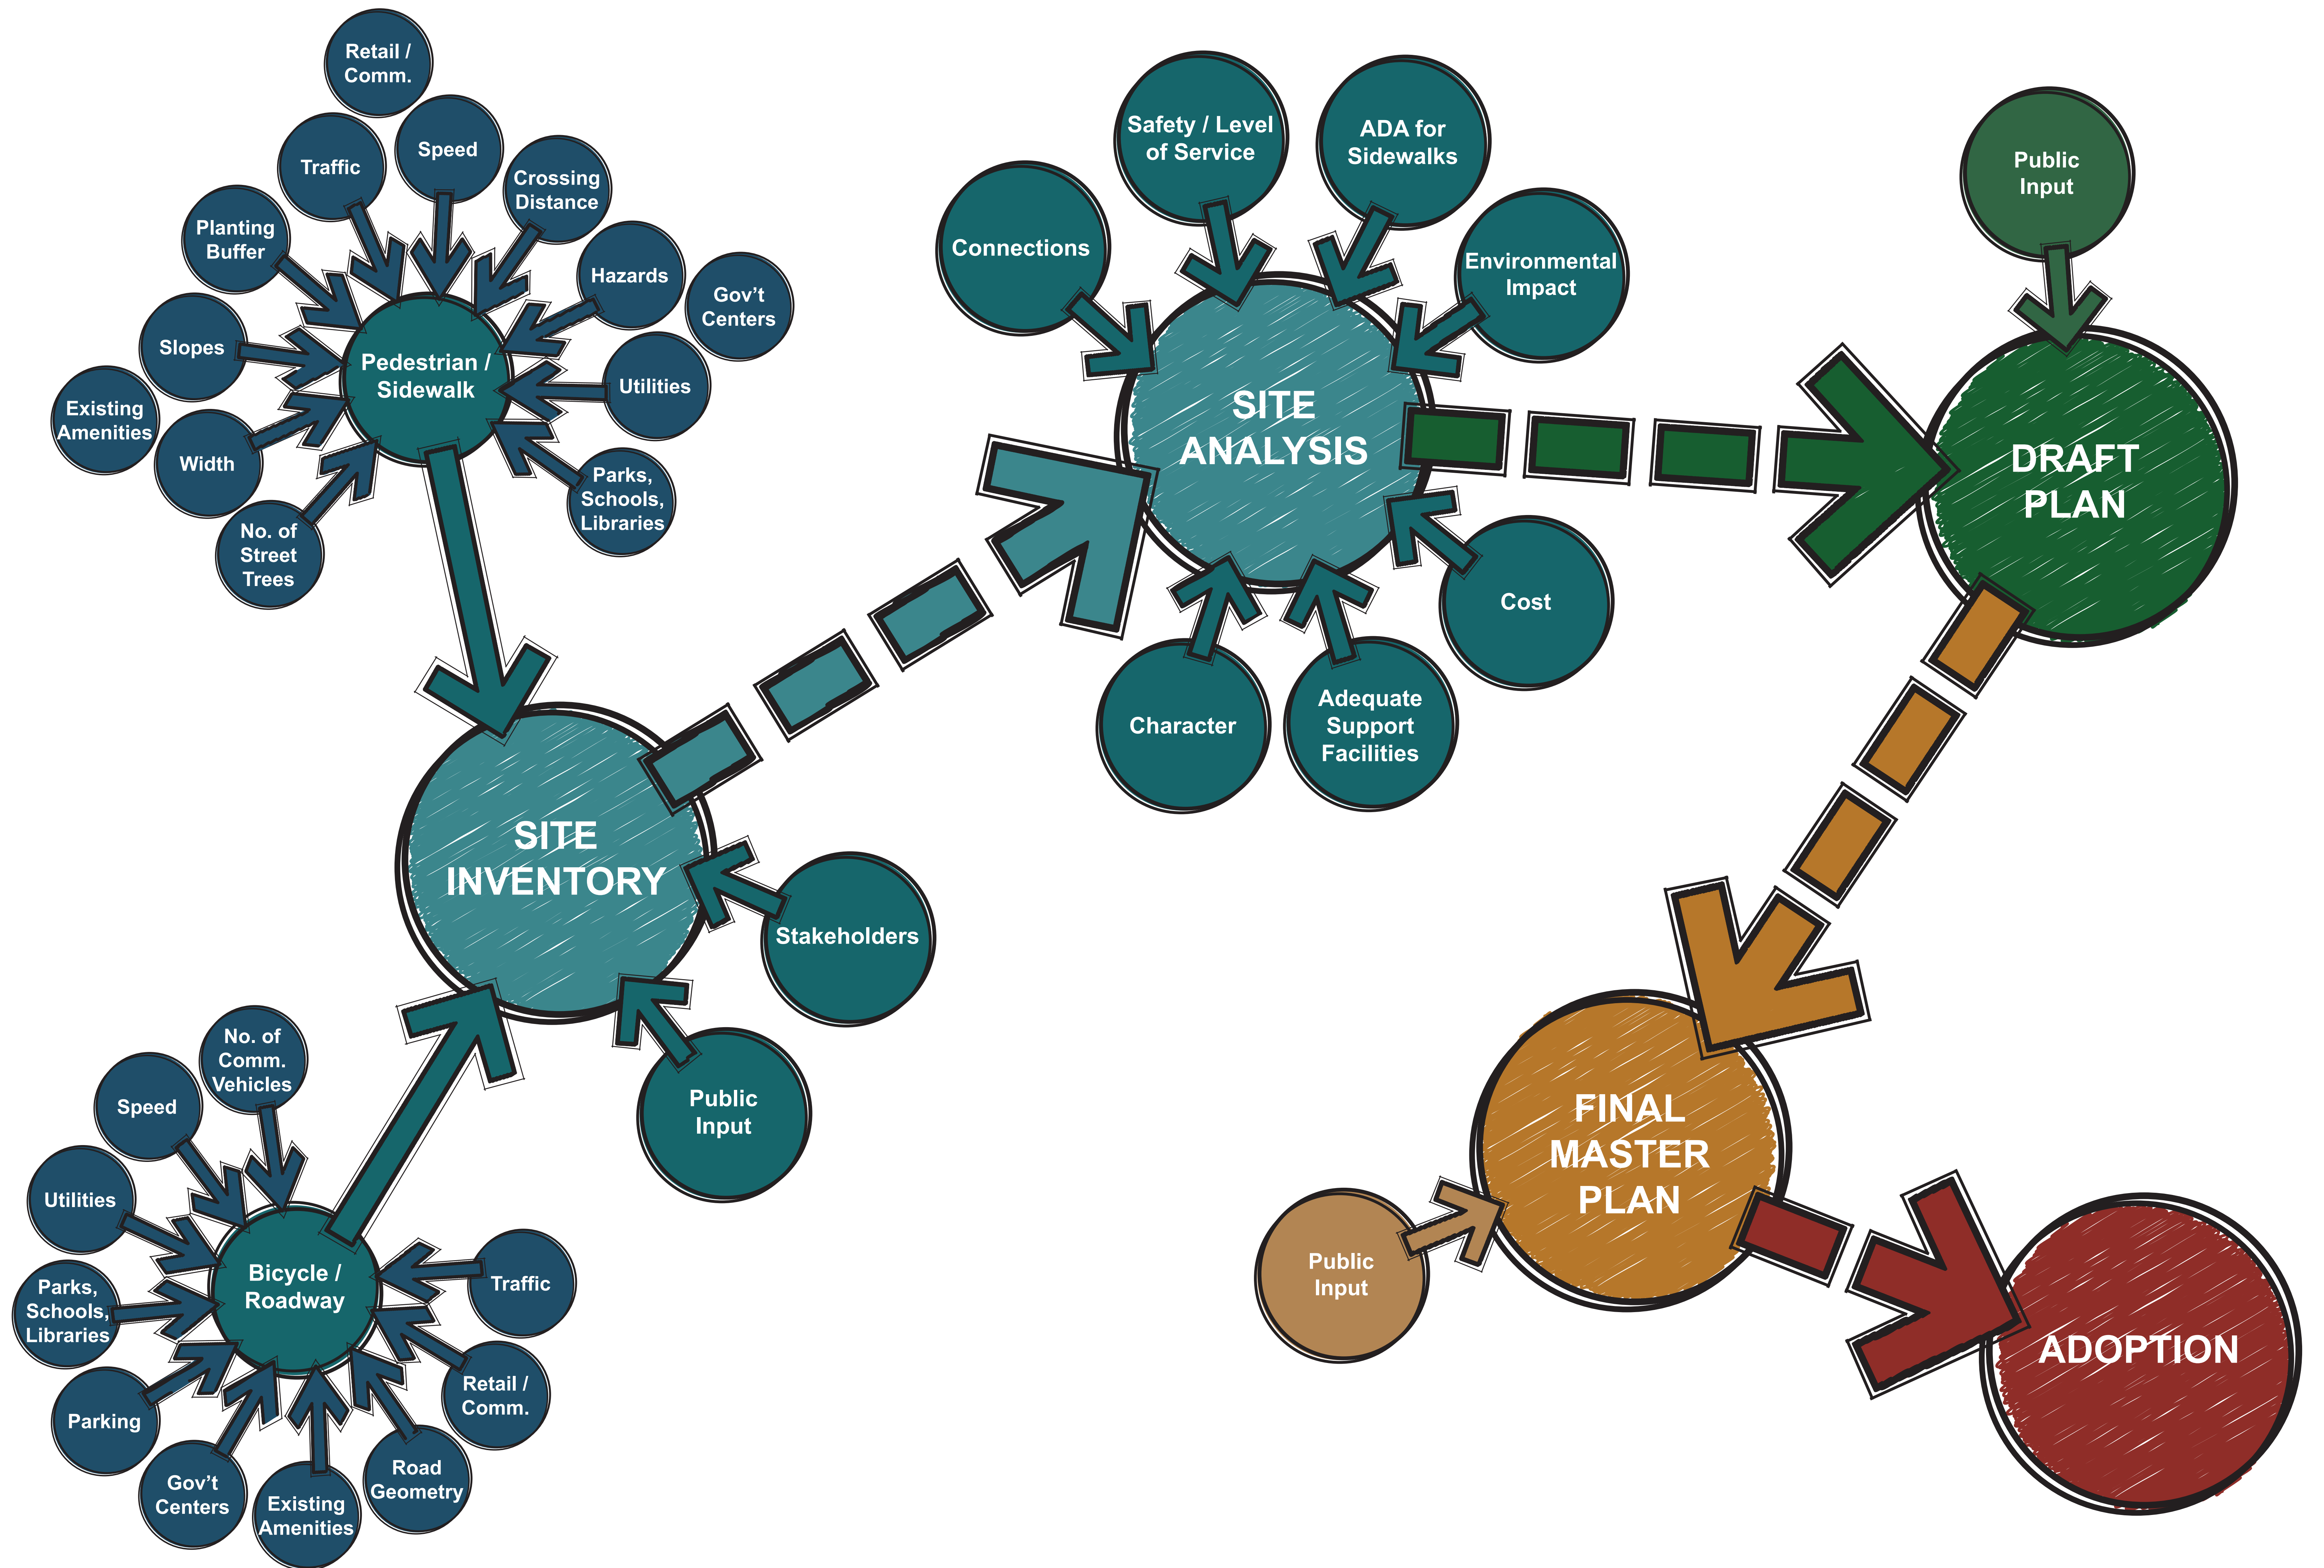 Retail /
Comm.
Traffic
Speed
Crossing
Distance
Planting
Buffer
Hazards
Gov't
Centers
Slopes
Pedestrian /
Sidewalk
Utilities
Existing
Amenities
Width
Parks,
Schools,
Libraries
No. of
Street
Trees
SITE
INVENTORY
Stakeholders
Public
Input
No. of
Comm.
Vehicles
Speed
Utilities
Parks,
Schools,
Libraries
Bicycle /
Roadway
Traffic
Parking
Retail /
Comm.
Gov't
Centers
Existing
Amenities
Road
Geometry
Connections
Safety / Level
of Service
ADA for
Sidewalks
Environmental
Impact
SITE
ANALYSIS
Cost
Character
Adequate
Support
Facilities
Public
Input
DRAFT
PLAN
FINAL
MASTER
PLAN
Public
Input
ADOPTION